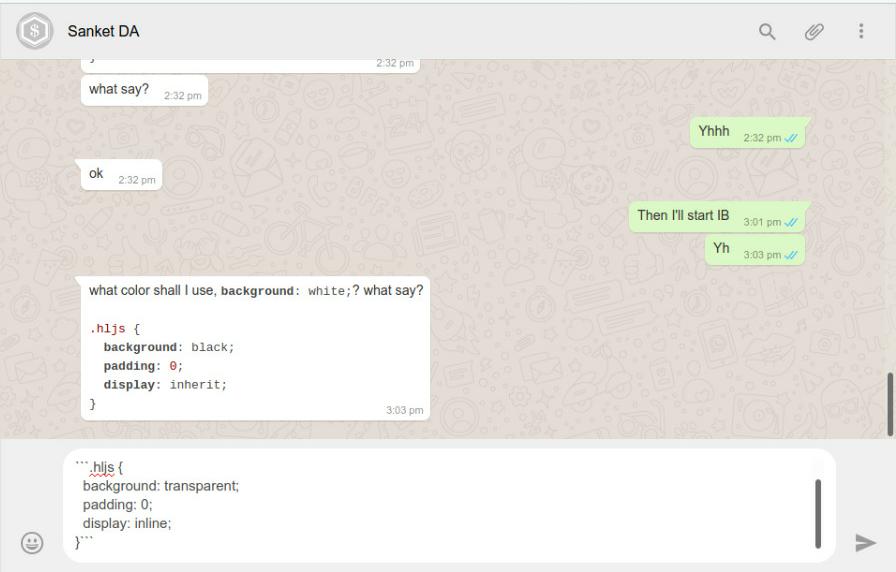 Sanket DA
2:32 pm
what say? 2:32 pm
Yhhh 2:32 pm
ok 2:32 pm
Then I'll start IB 3:01 pm
Yh 3:03 pm
what color shall I use, background: white;? what say?
.hljs {
background: black;
padding: 0;
display: inherit;
}
3:03 pm
```.hljs {
background: transparent;
padding: 0;
display: inline;
}```